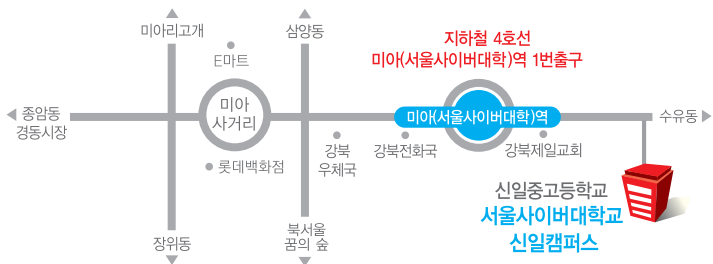 미아리고개
삼양동
지하철 4호선
미아(서울사이버대학)역 1번출구
E마트
미아
사거리
종암동
경동시장
미아(서울사이버대학)역
수유동
강북
우체국
강북전화국
강북제일교회
롯데백화점
신일중고등학교
서울사이버대학교
신일캠퍼스
장위동
북서울
꿈의 숲